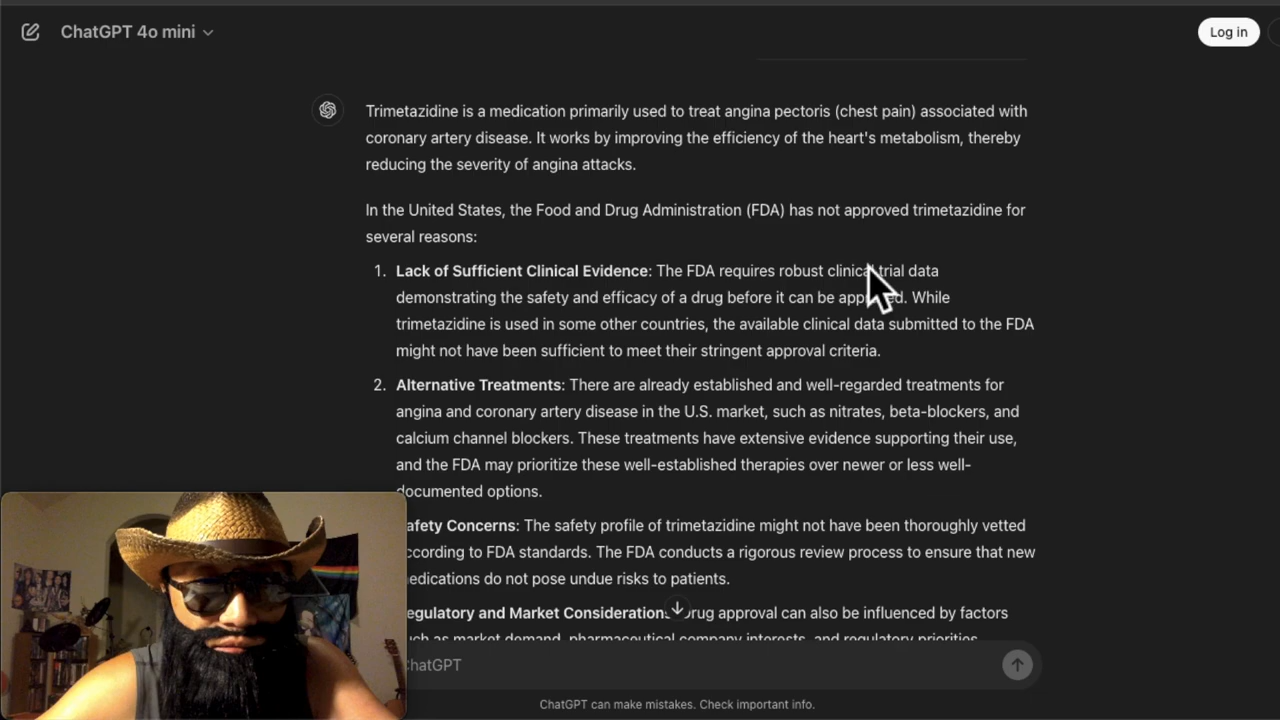 ChatGPT 4o mini
Log in
Trimetazidine is a medication primarily used to treat angina pectoris (chest pain) associated with
coronary artery disease. It works by improving the efficiency of the heart's metabolism, thereby
reducing the severity of angina attacks.
In the United States, the Food and Drug Administration (FDA) has not approved trimetazidine for
several reasons:
1. Lack of Sufficient Clinical Evidence: The FDA requires robust clinical trial data
demonstrating the safety and efficacy of a drug before it can be While
trimetazidine is used in some other countries, the available clinical data submitted to the FDA
might not have been sufficient to meet their stringent approval criteria.
2. Alternative Treatments: There are already established and well-regarded treatments for
angina and coronary artery disease in the U.S. market, such as nitrates, beta-blockers, and
calcium channel blockers. These treatments have extensive evidence supporting their use,
and the FDA may prioritize these well-established therapies over newer or less well-
documented options.
afety Concerns: The safety profile of trimetazidine might not have been thoroughly vetted
ccording to FDA standards. The FDA conducts a rigorous review process to ensure that new
edications do not pose undue risks to patients.
egulatory and Market Considerations Drug approval can also be influenced by factors
uch as market demand, pharmaceutical company interests, and regulatory priorities.
ChatGPT
ChatGPT can make mistakes. Check important info.